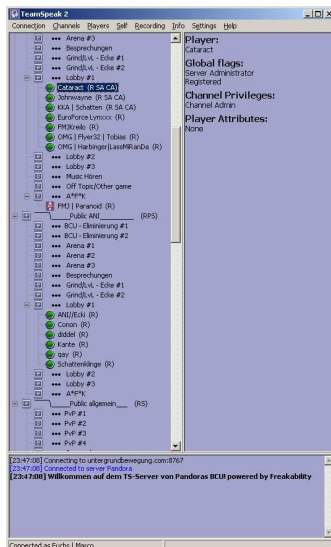 TeamSpeak 2
Connection Channels Players Self Recording Info Settings Help
••• Arena #3
••• Besprechungen
••• Grind/LvL - Ecke #1
••• Grind/LvL - Ecke #2
••• Lobby #1
Cataract (R SA CA)
Johnwayne (R SA CA)
KKA | Schatten (R SA CA)
EuroForce Lyroxxx (R)
FMJKreilo (R)
OMG | Flyer32 | Tobias (R)
OMG | Harbinger|LassMiRanDa (R)
••• Lobby #2
••• Lobby #3
••• Music Hören
••• Off Topic/Other game
••• A*F*K
FMJ | Paranoid (R)
Public ANI (RPS)
••• BCU - Eliminierung #1
••• BCU - Eliminierung #2
••• Arena #1
••• Arena #2
••• Arena #3
••• Besprechungen
••• Grind/LvL - Ecke #1
••• Grind/LvL - Ecke #2
••• Lobby #1
ANI//Ecki (R)
Conon (R)
diddel (R)
Kante (R)
qay (R)
Schattenklinge (R)
••• Lobby #2
••• Lobby #3
••• A*F*K
Public allgemein (RS)
••• PvP #1
••• PvP #2
••• PvP #3
••• PvP #4
Player:
Cataract
Global flags:
Server Administrator
Registered
Channel Privileges:
Channel Admin
Player Attributes:
None
[23:47:08] Connecting to untergrundbewegung.com:8767
[23:47:08] Connected to server Pandora
[23:47:08] Willkommen auf dem TS-Server von Pandoras BCU! powered by Freakability
Connected as Fuchs | Marco